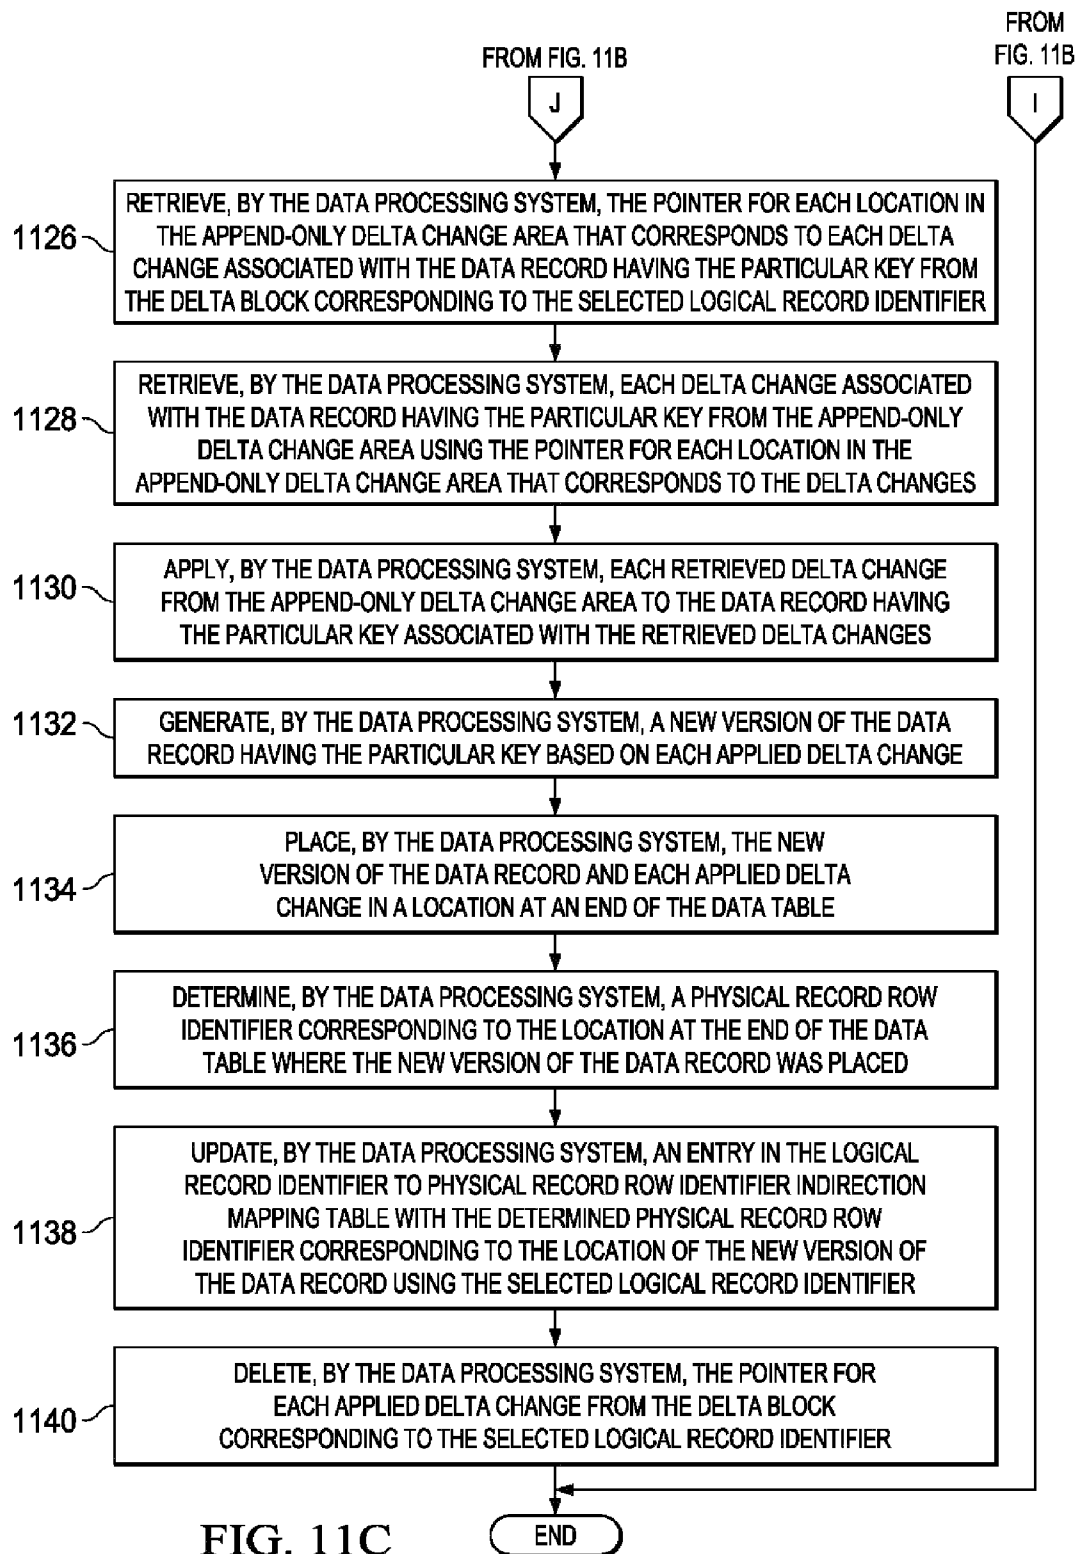 FROM
FIG. 11B
FROM FIG. 11B
J
I
1126
RETRIEVE, BY THE DATA PROCESSING SYSTEM, THE POINTER FOR EACH LOCATION IN
THE APPEND-ONLY DELTA CHANGE AREA THAT CORRESPONDS TO EACH DELTA
CHANGE ASSOCIATED WITH THE DATA RECORD HAVING THE PARTICULAR KEY FROM
THE DELTA BLOCK CORRESPONDING TO THE SELECTED LOGICAL RECORD IDENTIFIER
1128
RETRIEVE, BY THE DATA PROCESSING SYSTEM, EACH DELTA CHANGE ASSOCIATED
WITH THE DATA RECORD HAVING THE PARTICULAR KEY FROM THE APPEND-ONLY
DELTA CHANGE AREA USING THE POINTER FOR EACH LOCATION IN THE
APPEND-ONLY DELTA CHANGE AREA THAT CORRESPONDS TO THE DELTA CHANGES
1130
APPLY, BY THE DATA PROCESSING SYSTEM, EACH RETRIEVED DELTA CHANGE
FROM THE APPEND-ONLY DELTA CHANGE AREA TO THE DATA RECORD HAVING
THE PARTICULAR KEY ASSOCIATED WITH THE RETRIEVED DELTA CHANGES
1132
GENERATE, BY THE DATA PROCESSING SYSTEM, A NEW VERSION OF THE DATA
RECORD HAVING THE PARTICULAR KEY BASED ON EACH APPLIED DELTA CHANGE
1134
PLACE, BY THE DATA PROCESSING SYSTEM, THE NEW
VERSION OF THE DATA RECORD AND EACH APPLIED DELTA
CHANGE IN A LOCATION AT AN END OF THE DATA TABLE
1136
DETERMINE, BY THE DATA PROCESSING SYSTEM, A PHYSICAL RECORD ROW
IDENTIFIER CORRESPONDING TO THE LOCATION AT THE END OF THE DATA
TABLE WHERE THE NEW VERSION OF THE DATA RECORD WAS PLACED
1138
UPDATE, BY THE DATA PROCESSING SYSTEM, AN ENTRY IN THE LOGICAL
RECORD IDENTIFIER TO PHYSICAL RECORD ROW IDENTIFIER INDIRECTION
MAPPING TABLE WITH THE DETERMINED PHYSICAL RECORD ROW
IDENTIFIER CORRESPONDING TO THE LOCATION OF THE NEW VERSION OF
THE DATA RECORD USING THE SELECTED LOGICAL RECORD IDENTIFIER
1140
DELETE, BY THE DATA PROCESSING SYSTEM, THE POINTER FOR
EACH APPLIED DELTA CHANGE FROM THE DELTA BLOCK
CORRESPONDING TO THE SELECTED LOGICAL RECORD IDENTIFIER
FIG. 11C
END